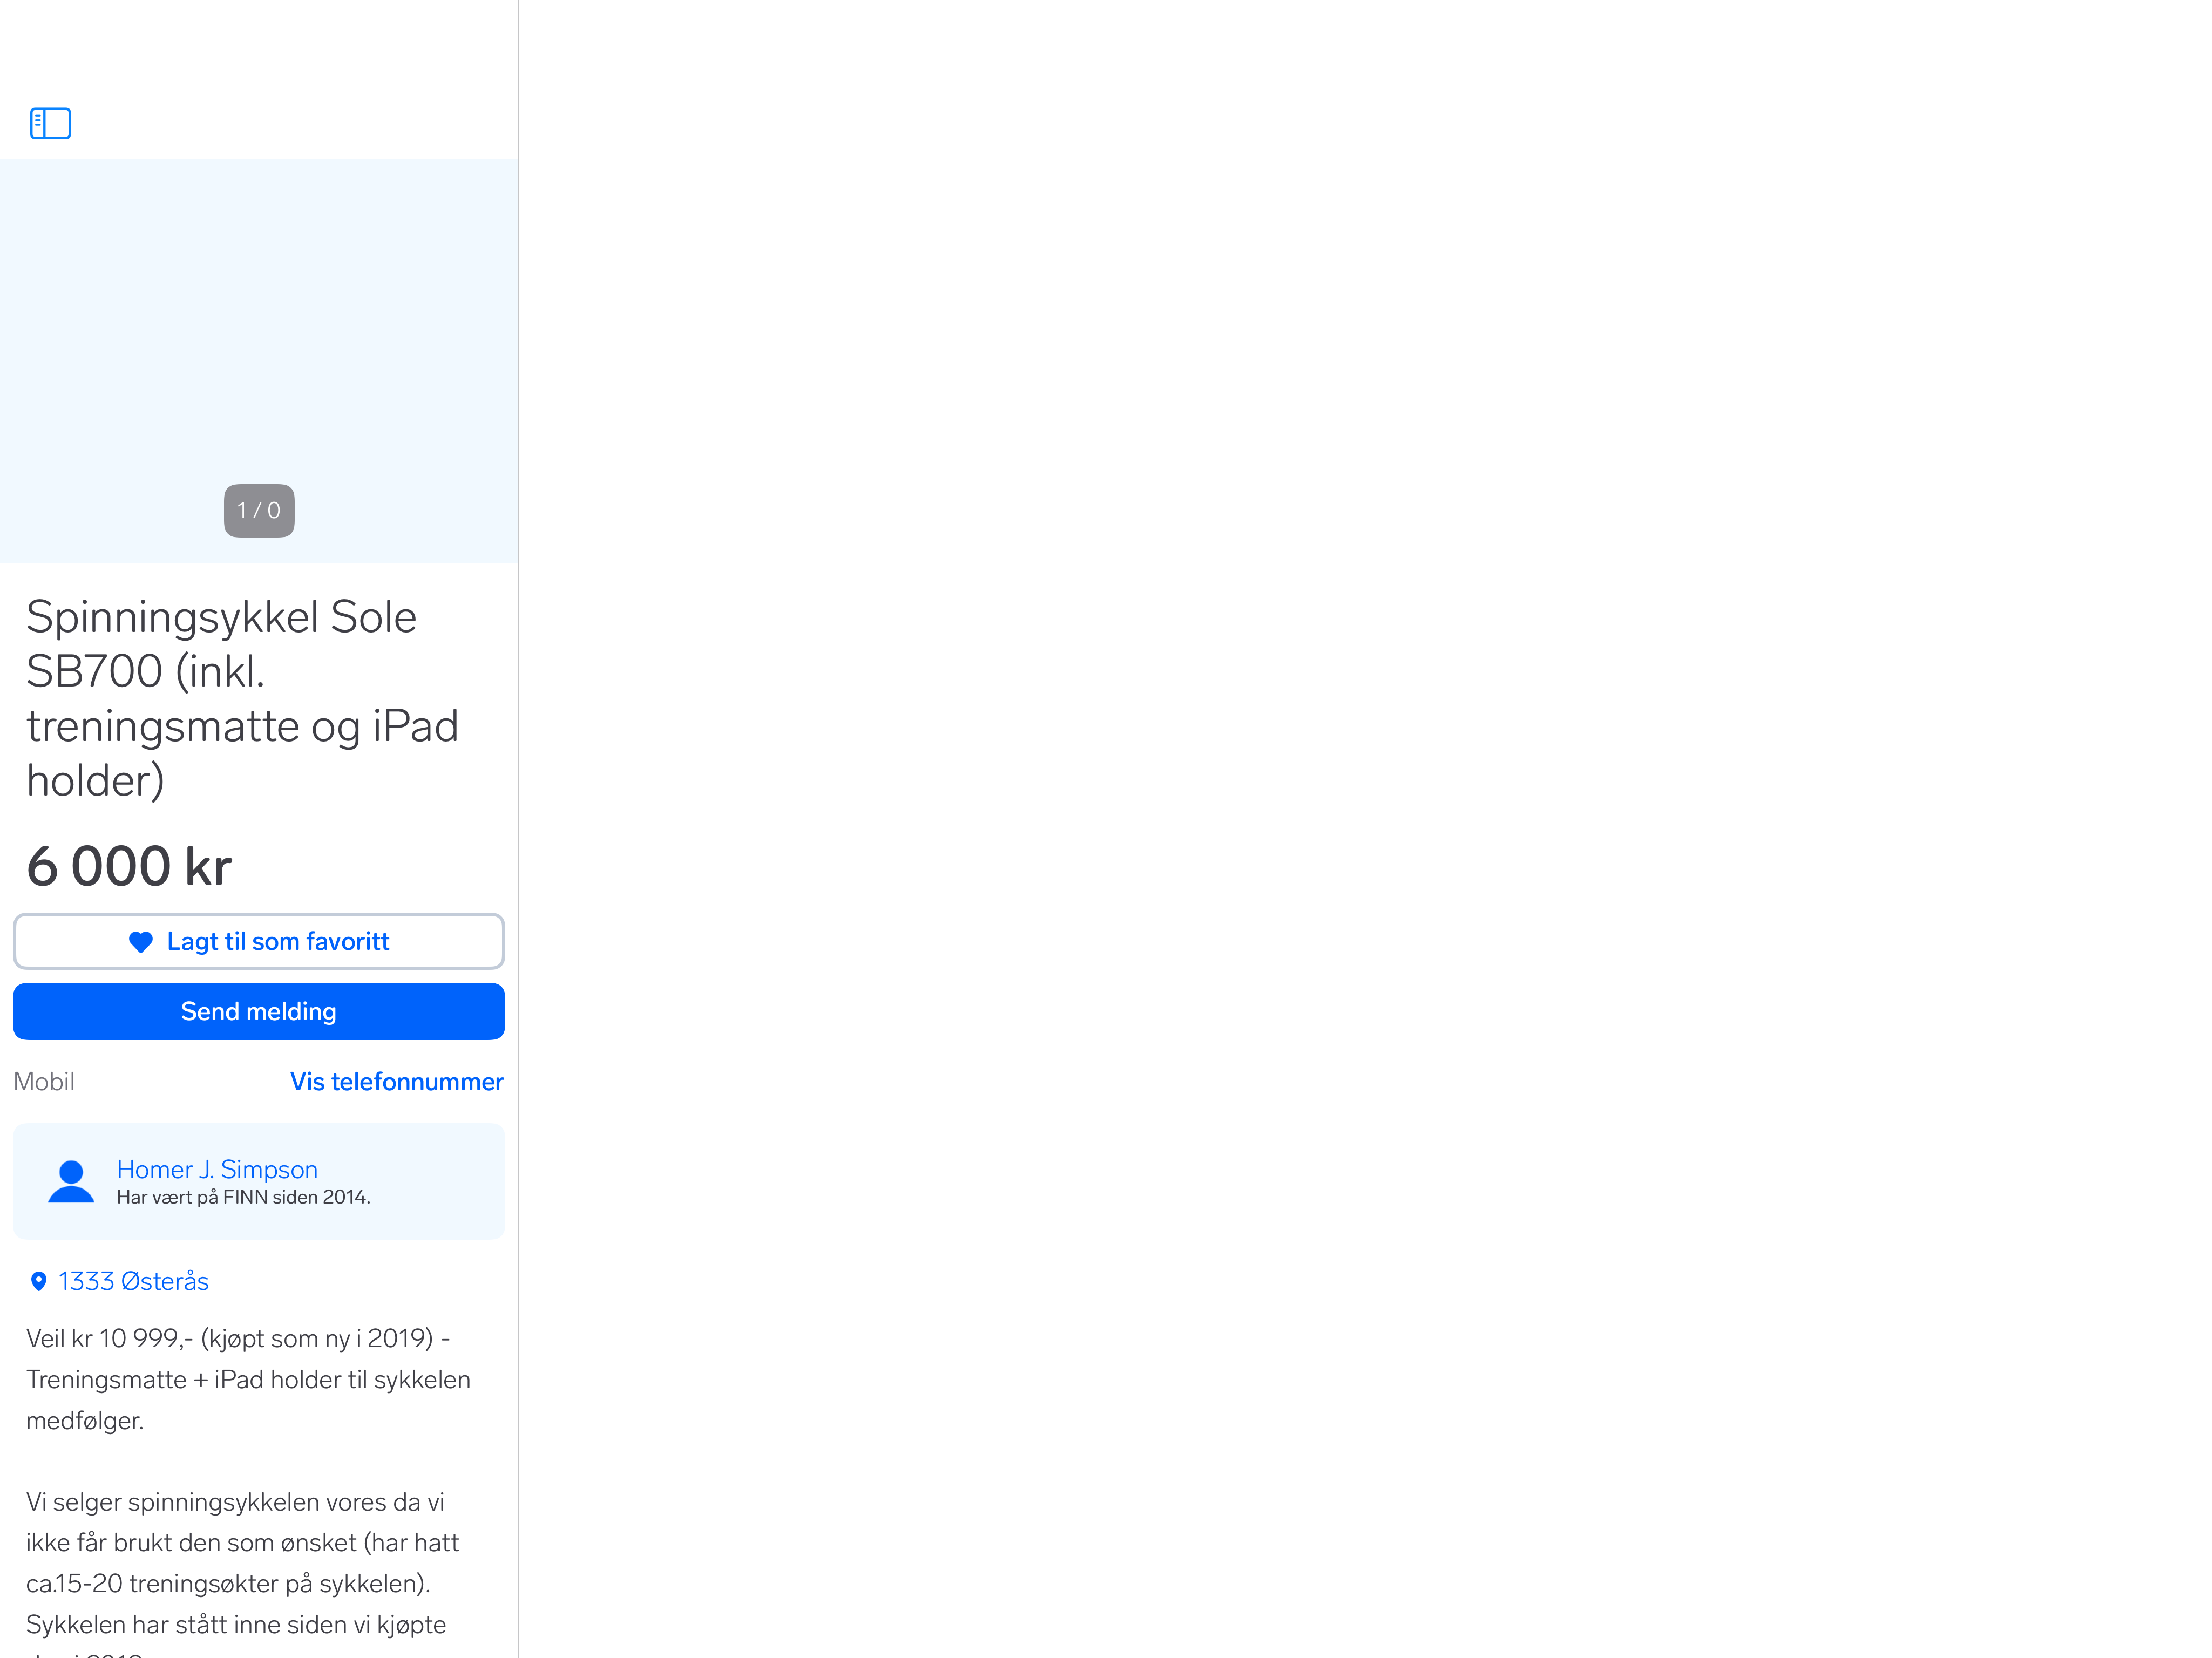 1 / 0
Spinningsykkel Sole
SB700 (inkl.
treningsmatte og iPad
holder)
6 000 kr
Lagt til som favoritt
Send melding
Mobil
Vis telefonnummer
Homer J. Simpson
Har vært på FINN siden 2014.
1333 Østerås
Veil kr 10 999,- (kjøpt som ny i 2019) -
Treningsmatte + iPad holder til sykkelen
medfølger.
Vi selger spinningsykkelen vores da vi
ikke får brukt den som ønsket (har hatt
ca.15-20 treningsøkter på sykkelen).
Sykkelen har stått inne siden vi kjøpte